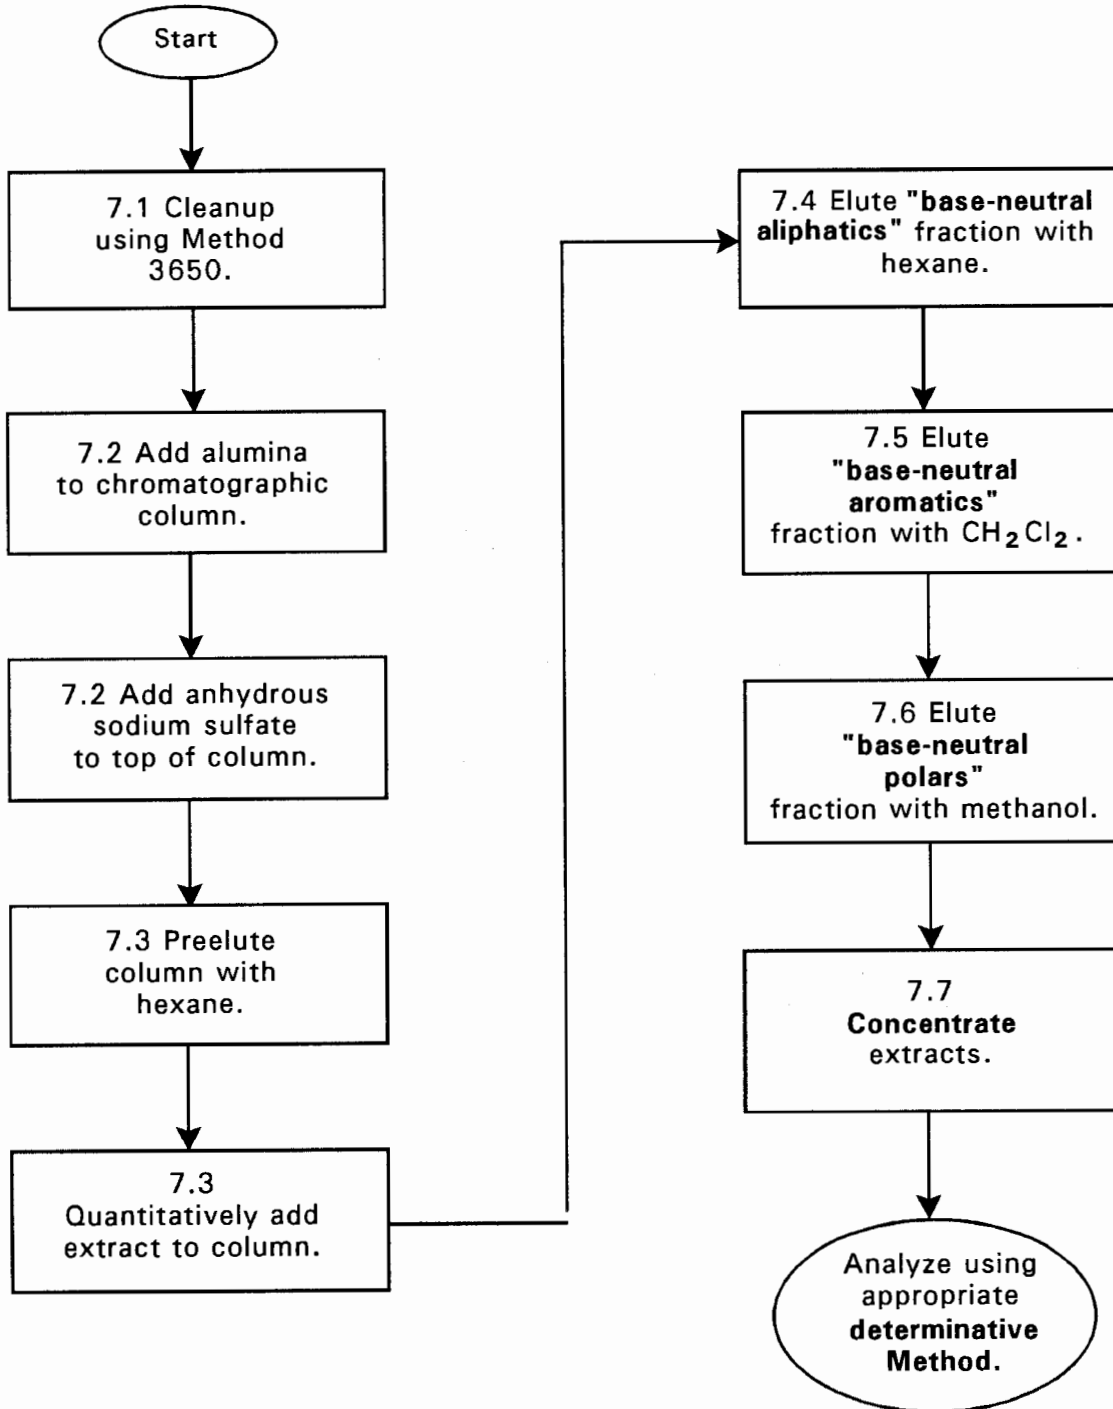 Start
7.1 Cleanup
using Method
3650.
7.2 Add alumina
to chromatographic
column.
7.2 Add anhydrous
sodium sulfate
to top of column.
7.3 Preelute
column with
hexane.
7.3
Quantitatively add
extract to column.
7.4 Elute "base-neutral
aliphatics" fraction with
hexane.
7.5 Elute
"base-neutral
aromatics"
fraction with CH₂Cl₂.
7.6 Elute
"base-neutral
polars"
fraction with methanol.
7.7
Concentrate
extracts.
Analyze using
appropriate
determinative
Method.